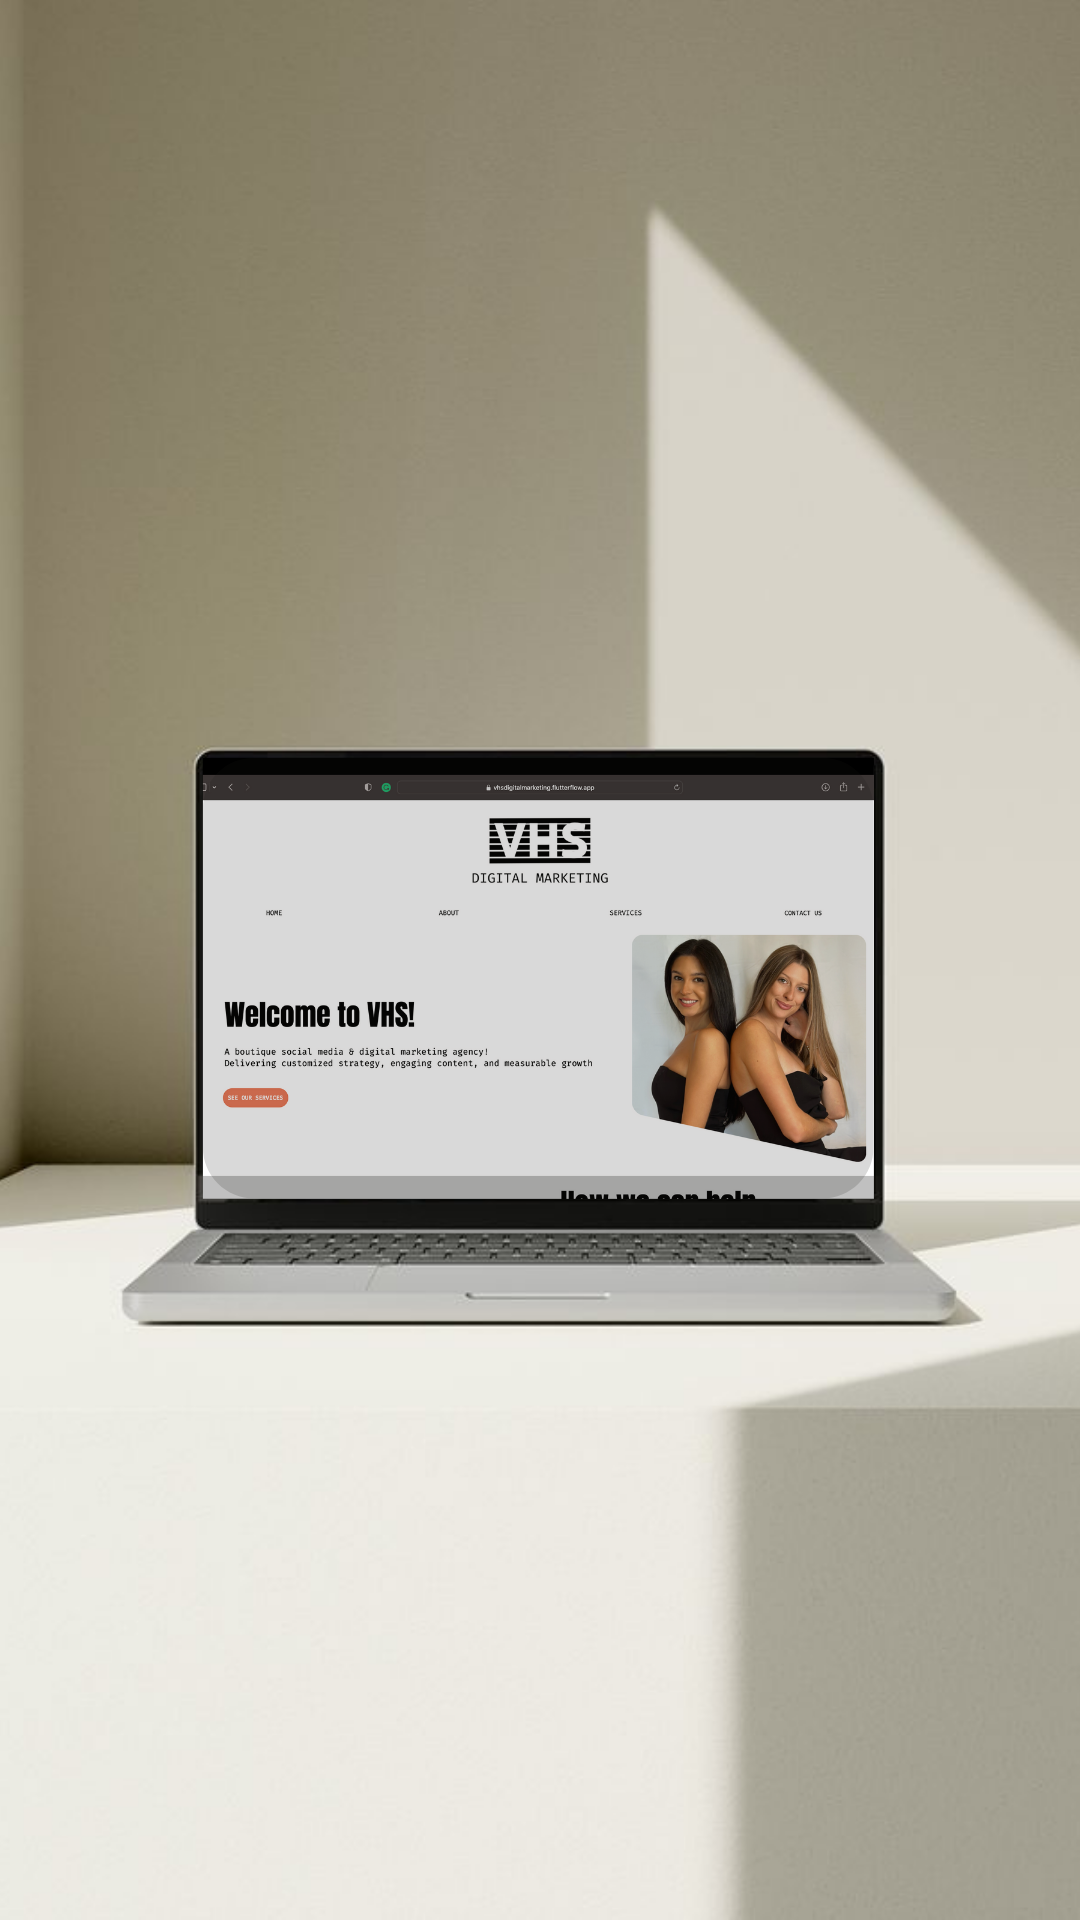 vhsdigitalmarketing.flutterflow.app
VHS
DIGITAL MARKETING
HOME ABOUT SERVICES CONTACT US
Welcome to VHS!
A boutique social media & digital marketing agency!
Delivering customized strategy, engaging content, and measurable growth
SEE OUR SERVICES
How we can help